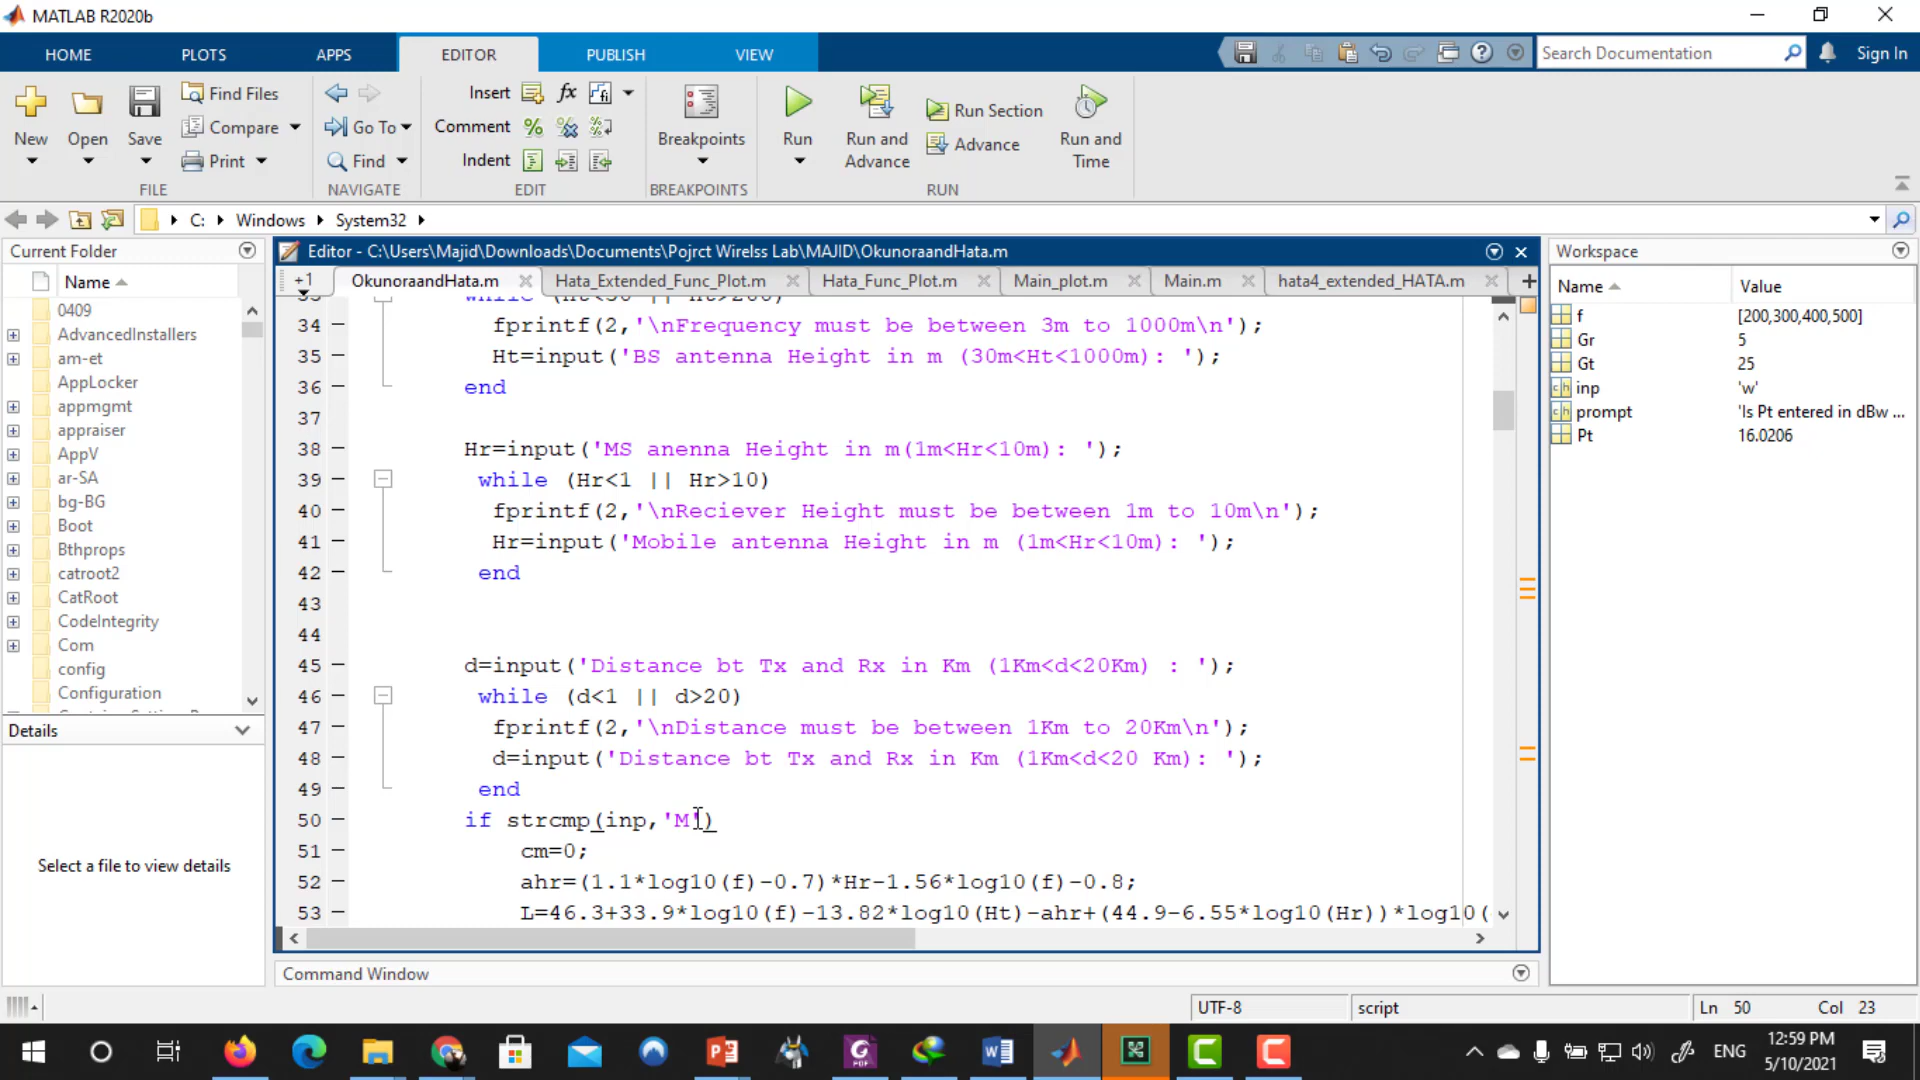 MATLAB R2020b
HOME PLOTS APPS EDITOR PUBLISH VIEW
Search Documentation
Sign In
New
Open
Save
Find Files
Compare
Print
FILE
Go To
Find
NAVIGATE
Insert
Comment
Indent
EDIT
Breakpoints
BREAKPOINTS
Run
Run and Advance
Run Section
Advance
Run and Time
RUN
C: Windows System32
Current Folder
Name
0409
AdvancedInstallers
am-et
AppLocker
appmgmt
appraiser
AppV
ar-SA
bg-BG
Boot
Bthprops
catroot2
CatRoot
CodeIntegrity
Com
config
Configuration
Details
Select a file to view details
Editor - C:\Users\Majid\Downloads\Documents\Pojrct Wirelss Lab\MAJID\OkunoraandHata.m
+1 OkunoraandHata.m Hata_Extended_Func_Plot.m Hata_Func_Plot.m Main_plot.m Main.m hata4_extended_HATA.m
34 fprintf(2,'\nFrequency must be between 3m to 1000m\n');
35 Ht=input('BS antenna Height in m (30m<Ht<1000m): ');
36 end
37
38 Hr=input('MS anenna Height in m(1m<Hr<10m): ');
39 while (Hr<1 || Hr>10)
40 fprintf(2,'\nReciever Height must be between 1m to 10m\n');
41 Hr=input('Mobile antenna Height in m (1m<Hr<10m): ');
42 end
43
44
45 d=input('Distance bt Tx and Rx in Km (1Km<d<20Km) : ');
46 while (d<1 || d>20)
47 fprintf(2,'\nDistance must be between 1Km to 20Km\n');
48 d=input('Distance bt Tx and Rx in Km (1Km<d<20 Km): ');
49 end
50 if strcmp(inp,'M')
51 cm=0;
52 ahr=(1.1*log10(f)-0.7)*Hr-1.56*log10(f)-0.8;
53 L=46.3+33.9*log10(f)-13.82*log10(Ht)-ahr+(44.9-6.55*log10(Hr))*log10(
Command Window
Workspace
Name Value
f [200,300,400,500]
Gr 5
Gt 25
inp 'w'
prompt 'Is Pt entered in dBw ...
Pt 16.0206
UTF-8 script Ln 50 Col 23
ENG
12:59 PM
5/10/2021